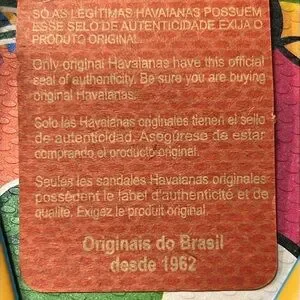 SÓ AS LEGÍTIMAS HAVAIANAS POSSUEM
ESSE SELO DE AUTENTICIDADE EXIJA O
PRODUTO ORIGINAL.
Only original Havaianas have this official
seal of authenticity. Be sure you are buying
original Havaianas.
Solo las Havaianas originales tienen el sello
de autenticidad. Asegúrese de estar
comprando el producto original.
Seules les sandales Havaianas originales
possèdent le label d'authenticité et de
qualité. Exigez le produit original.
Originais do Brasil
desde 1962